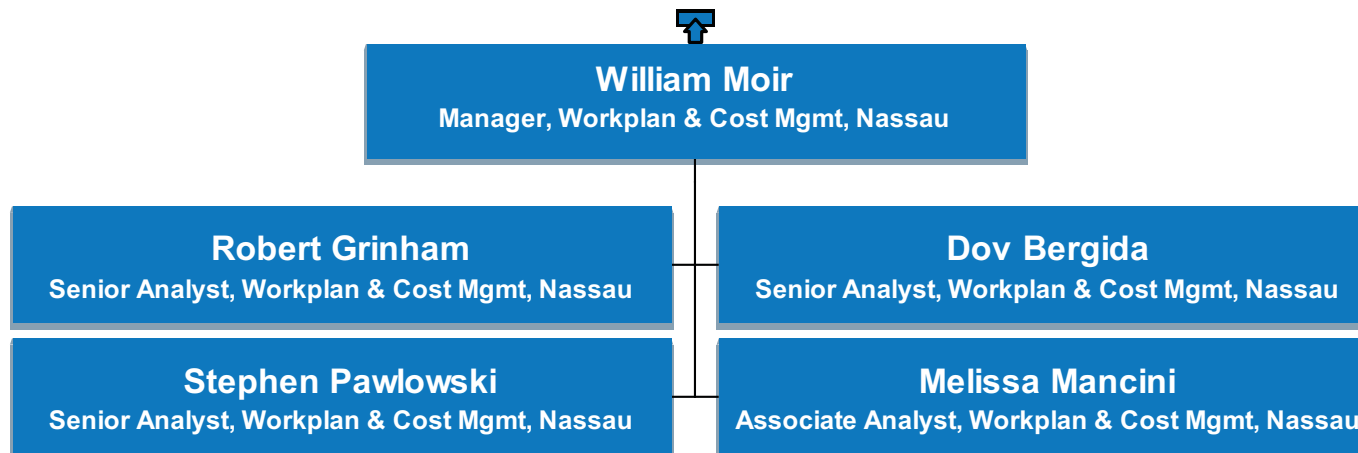 William Moir
Manager, Workplan & Cost Mgmt, Nassau
Robert Grinham
Senior Analyst, Workplan & Cost Mgmt, Nassau
Dov Bergida
Senior Analyst, Workplan & Cost Mgmt, Nassau
Stephen Pawlowski
Senior Analyst, Workplan & Cost Mgmt, Nassau
Melissa Mancini
Associate Analyst, Workplan & Cost Mgmt, Nassau